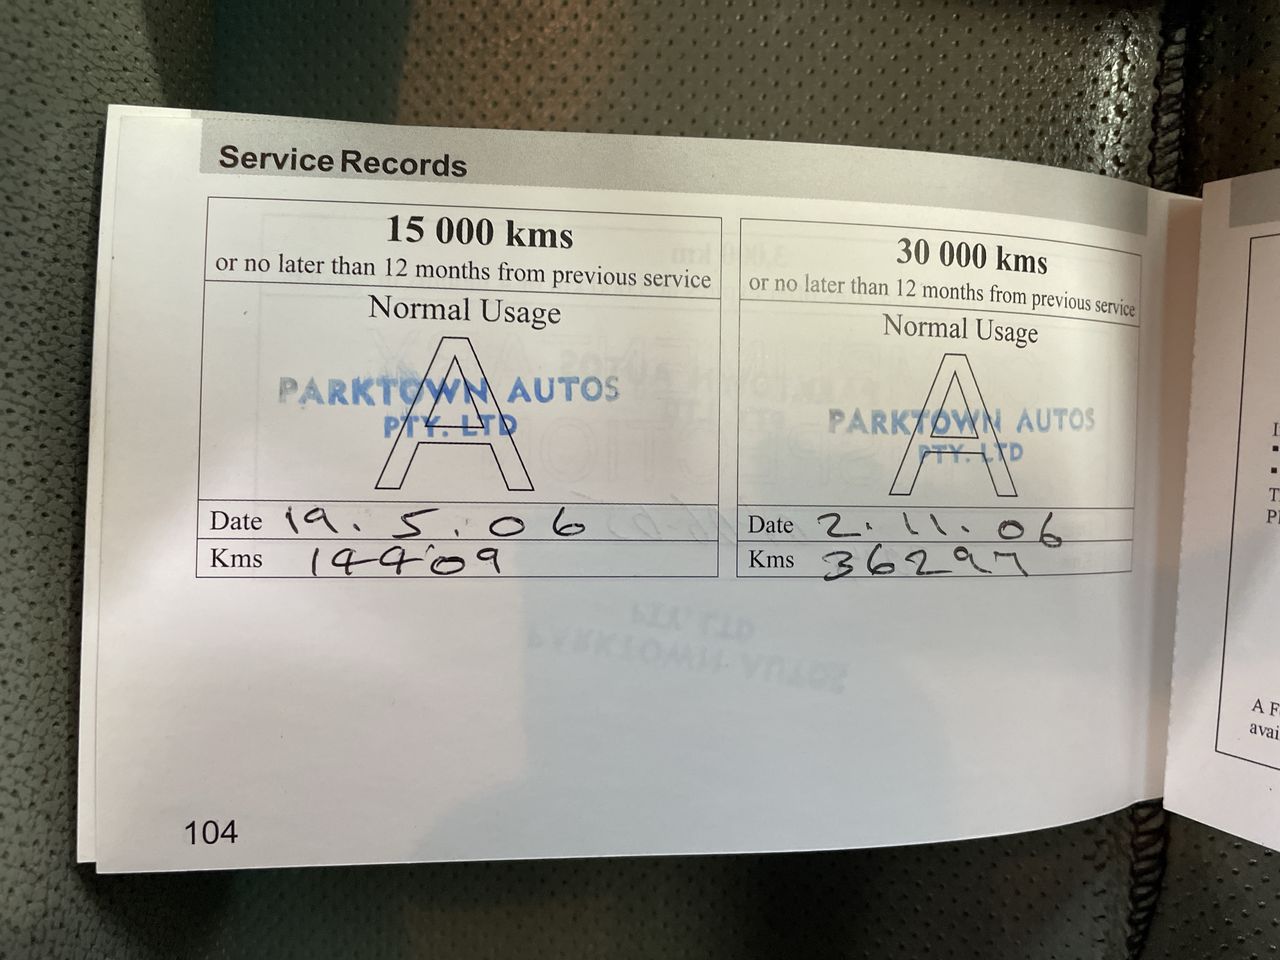 Service Records
15 000 kms
or no later than 12 months from previous service
Normal Usage
A
PARKTOWN AUTOS
PTY. LTD
Date 19.5.06
Kms 14409
30 000 kms
or no later than 12 months from previous service
Normal Usage
A
PARKTOWN AUTOS
PTY. LTD
Date 2.11.06
Kms 36297
104
A F
avai